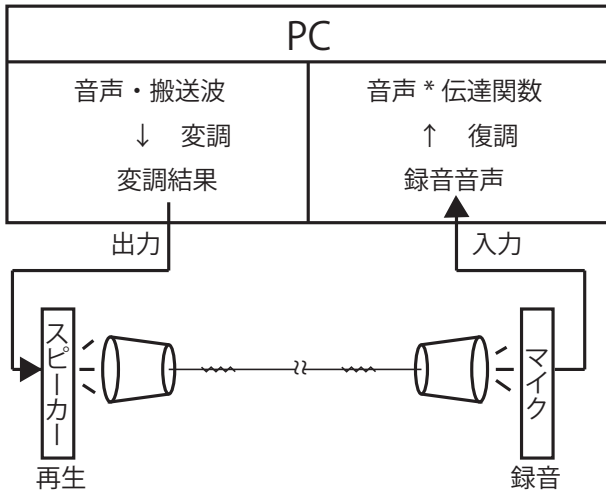 PC
音声・搬送波
↓ 変調
変調結果
音声 * 伝達関数
↑ 復調
録音音声
出力
入力
スピーカー
マイク
再生
録音